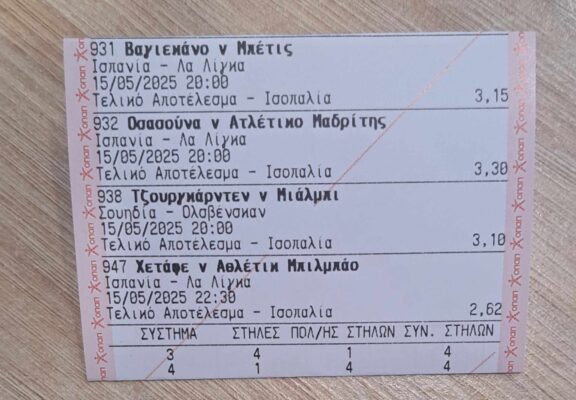 931 Βαγιεκάνο v Μπέτις
Ισπανία - Λα Λίγκα
15/05/2025 20:00
Τελικό Αποτέλεσμα - Ισοπαλία 3,15
932 Οσασούνα v Ατλέτικο Μαδρίτης
Ισπανία - Λα Λίγκα
15/05/2025 20:00
Τελικό Αποτέλεσμα - Ισοπαλία 3,30
938 Τζουργκάρντεν v Μιάλμπι
Σουηδία - Ολσβένσκαν
15/05/2025 20:00
Τελικό Αποτέλεσμα - Ισοπαλία 3,10
947 Χετάφε v Αθλέτικ Μπιλμπάο
Ισπανία - Λα Λίγκα
15/05/2025 22:30
Τελικό Αποτέλεσμα - Ισοπαλία 2,62
ΣΥΣΤΗΜΑ ΣΤΗΛΕΣ ΠΟΛ/ΗΣ ΣΤΗΛΩΝ ΣΥΝ. ΣΤΗΛΩΝ
3 4 1 4
4 1 4 4
οπαπ